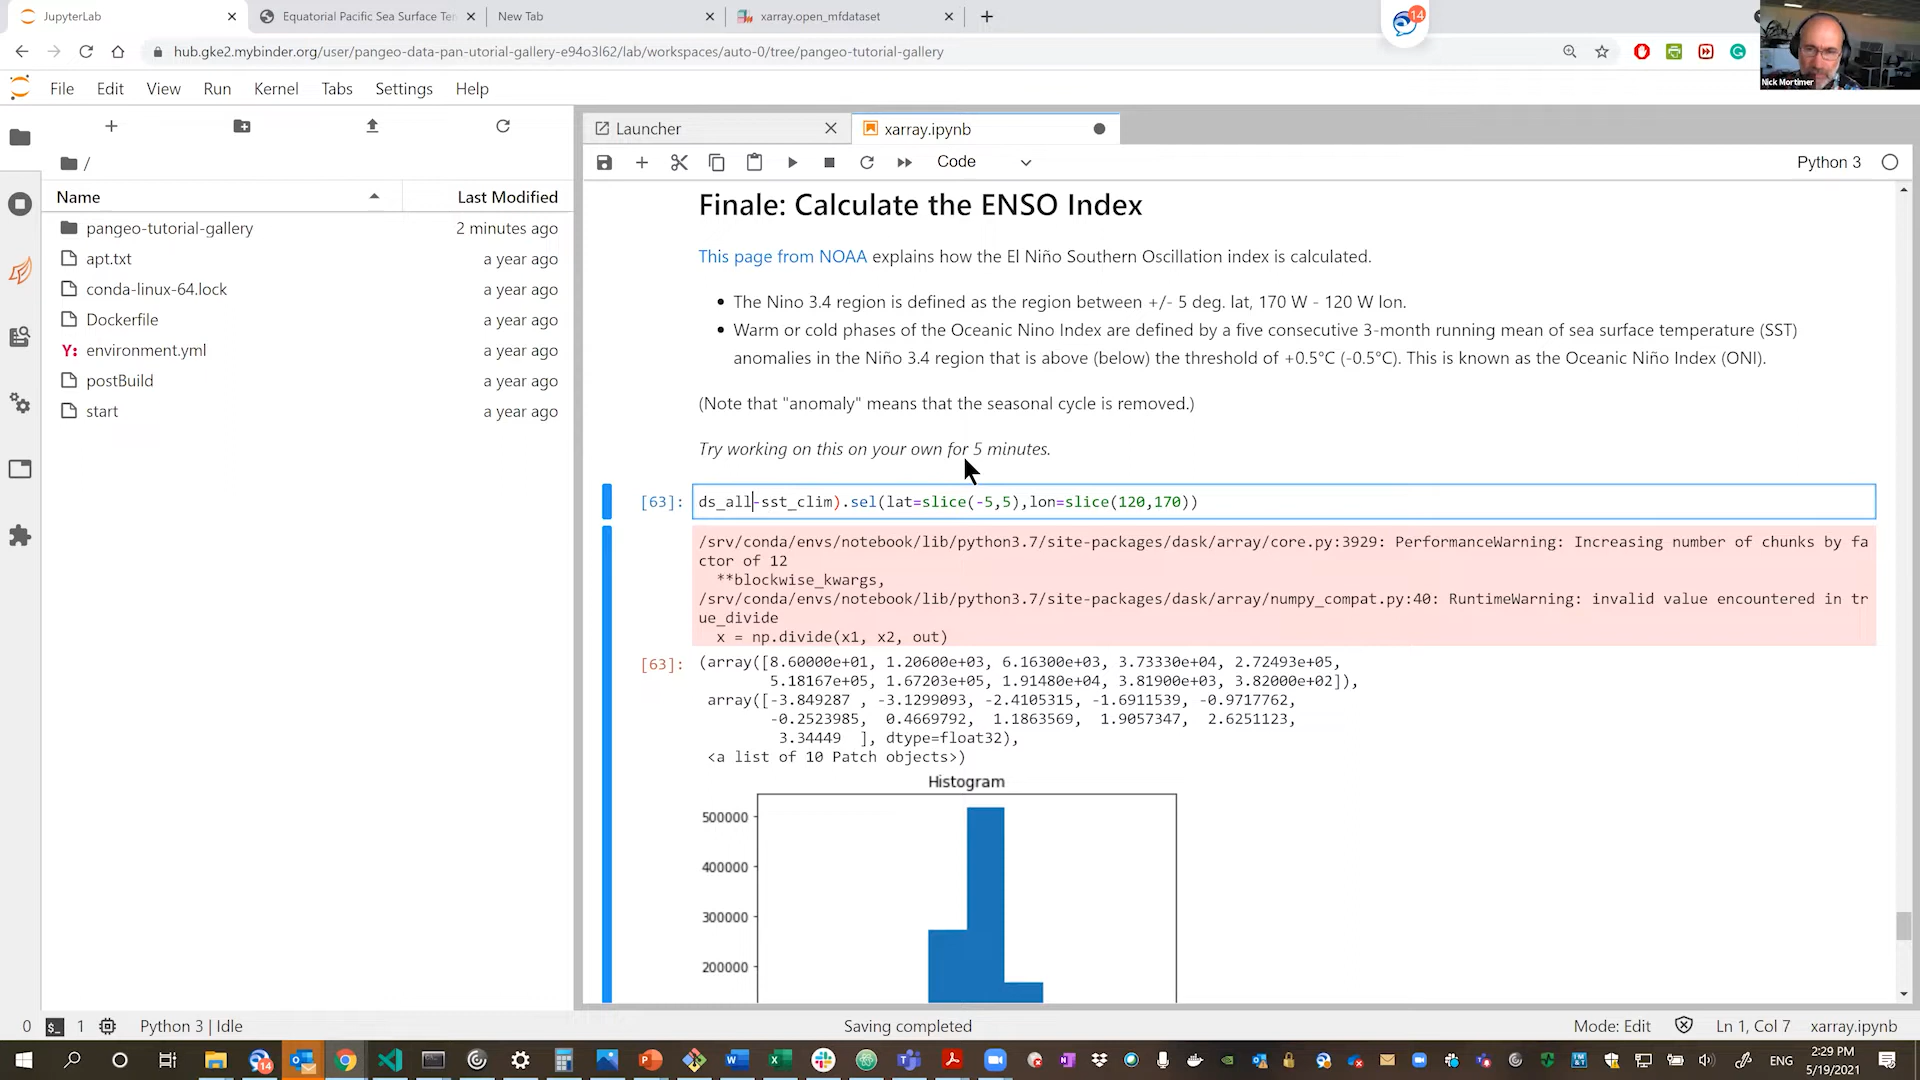 JupyterLab
Equatorial Pacific Sea Surface Ter
New Tab
xarray.open_mfdataset
14
hub.gke2.mybinder.org/user/pangeo-data-pan-utorial-gallery-e94o3l62/lab/workspaces/auto-0/tree/pangeo-tutorial-gallery
Nick Mortimer
File Edit View Run Kernel Tabs Settings Help
Launcher
xarray.ipynb
/
Code
Python 3
Name
Last Modified
pangeo-tutorial-gallery 2 minutes ago
apt.txt a year ago
conda-linux-64.lock a year ago
Dockerfile a year ago
Y: environment.yml a year ago
postBuild a year ago
start a year ago
Finale: Calculate the ENSO Index
This page from NOAA explains how the El Niño Southern Oscillation index is calculated.
• The Nino 3.4 region is defined as the region between +/- 5 deg. lat, 170 W - 120 W lon.
• Warm or cold phases of the Oceanic Nino Index are defined by a five consecutive 3-month running mean of sea surface temperature (SST)
anomalies in the Niño 3.4 region that is above (below) the threshold of +0.5°C (-0.5°C). This is known as the Oceanic Niño Index (ONI).
(Note that "anomaly" means that the seasonal cycle is removed.)
Try working on this on your own for 5 minutes.
[63]: ds_all-sst_clim).sel(lat=slice(-5,5),lon=slice(120,170))
/srv/conda/envs/notebook/lib/python3.7/site-packages/dask/array/core.py:3929: PerformanceWarning: Increasing number of chunks by fa
ctor of 12
**blockwise_kwargs,
/srv/conda/envs/notebook/lib/python3.7/site-packages/dask/array/numpy_compat.py:40: RuntimeWarning: invalid value encountered in tr
ue_divide
x = np.divide(x1, x2, out)
[63]: (array([8.60000e+01, 1.20600e+03, 6.16300e+03, 3.73330e+04, 2.72493e+05,
5.18167e+05, 1.67203e+05, 1.91480e+04, 3.81900e+03, 3.82000e+02]),
array([-3.849287 , -3.1299093, -2.4105315, -1.6911539, -0.9717762,
-0.2523985, 0.4669792, 1.1863569, 1.9057347, 2.6251123,
3.34449 ], dtype=float32),
<a list of 10 Patch objects>)
Histogram
500000
400000
300000
200000
0
1
Python 3 | Idle
Saving completed
Mode: Edit
Ln 1, Col 7
xarray.ipynb
14
ENG
2:29 PM
5/19/2021